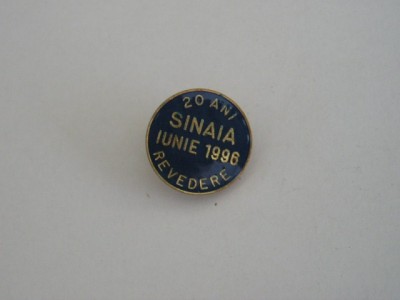 20 ANI
SINAIA
IUNIE 1996
REVEDERE